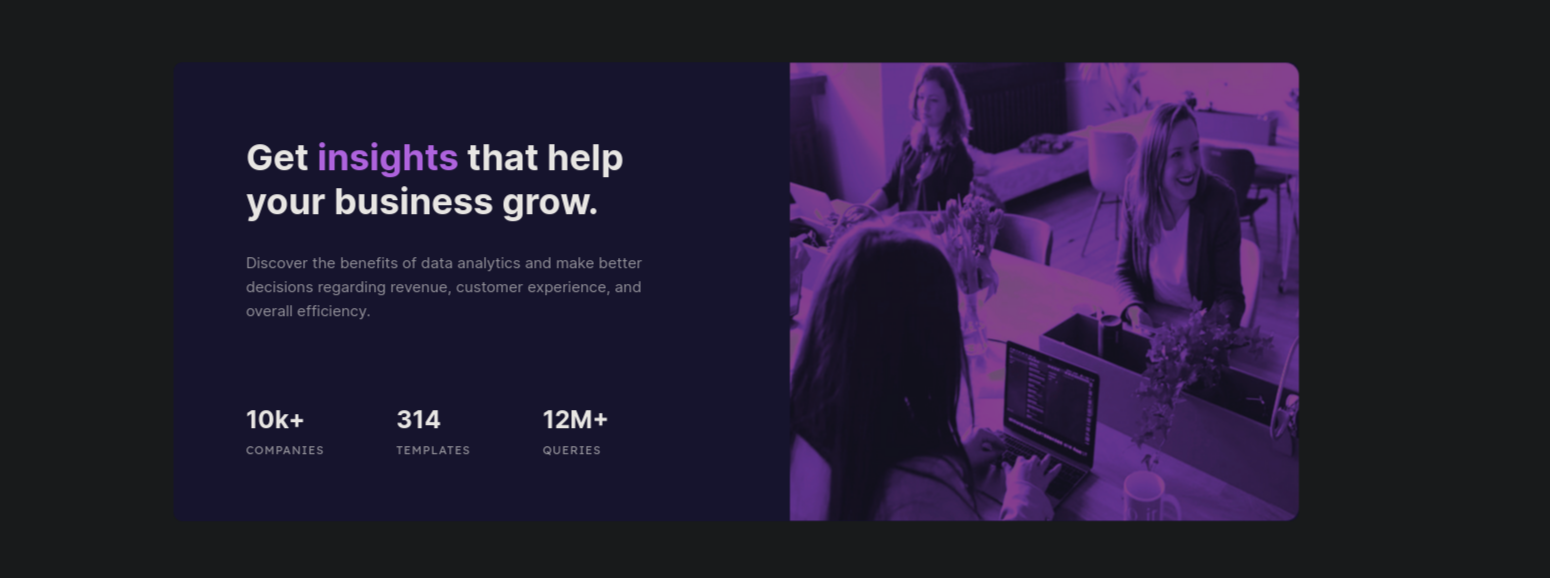 Get insights that help
your business grow.
Discover the benefits of data analytics and make better
decisions regarding revenue, customer experience, and
overall efficiency.
10k+ 314 12M+
COMPANIES TEMPLATES QUERIES